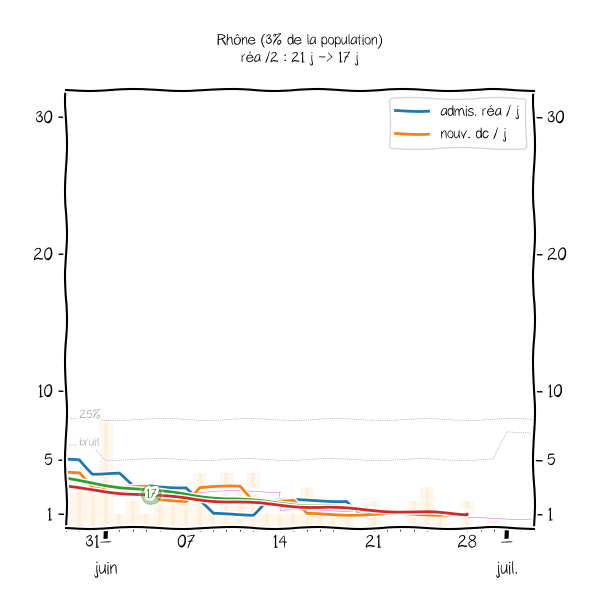 Rhône (3% de la population)
réa /2 : 21 j -> 17 j
admis. réa / j
nouv. dc / j
30
30
20
20
10
10
25%
bruit
5
5
17
1
1
31
07
14
21
28
juin
juil.